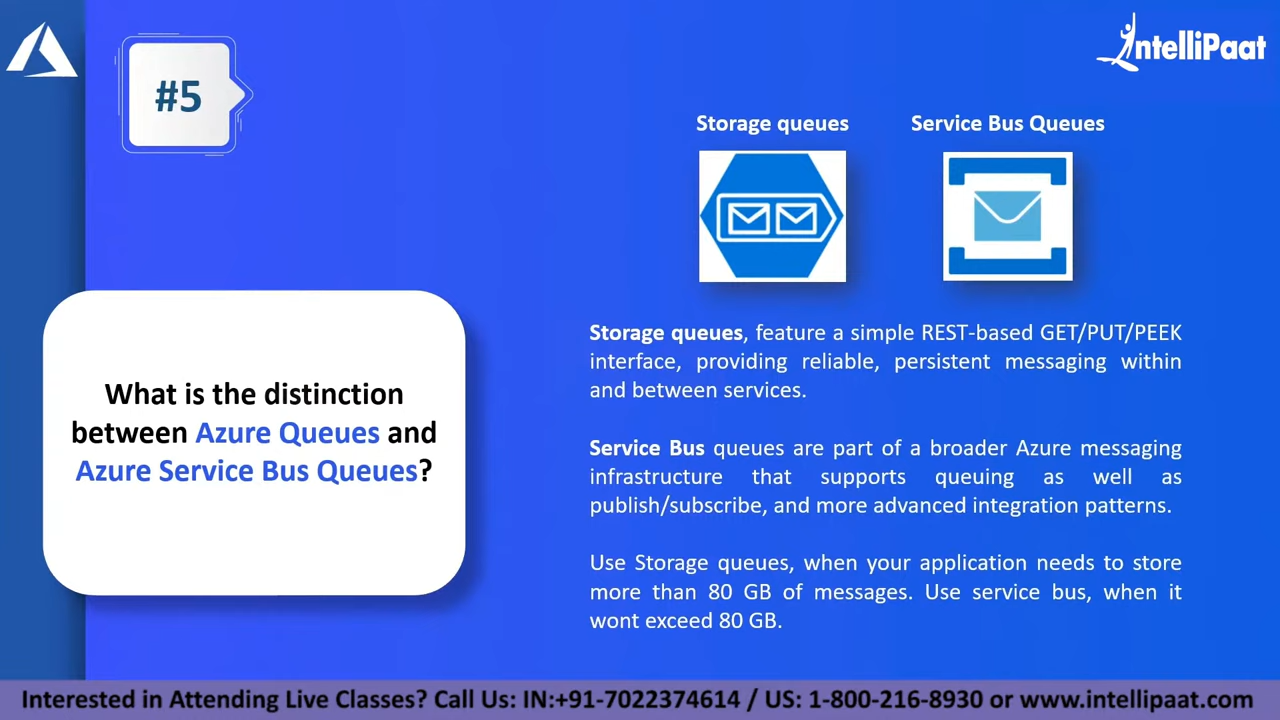 #5
IntelliPaat
Storage queues
Service Bus Queues
What is the distinction
between Azure Queues and
Azure Service Bus Queues?
Storage queues, feature a simple REST-based GET/PUT/PEEK
interface, providing reliable, persistent messaging within
and between services.
Service Bus queues are part of a broader Azure messaging
infrastructure that supports queuing as well as
publish/subscribe, and more advanced integration patterns.
Use Storage queues, when your application needs to store
more than 80 GB of messages. Use service bus, when it
wont exceed 80 GB.
Interested in Attending Live Classes? Call Us: IN:+91-7022374614 / US: 1-800-216-8930 or www.intellipaat.com